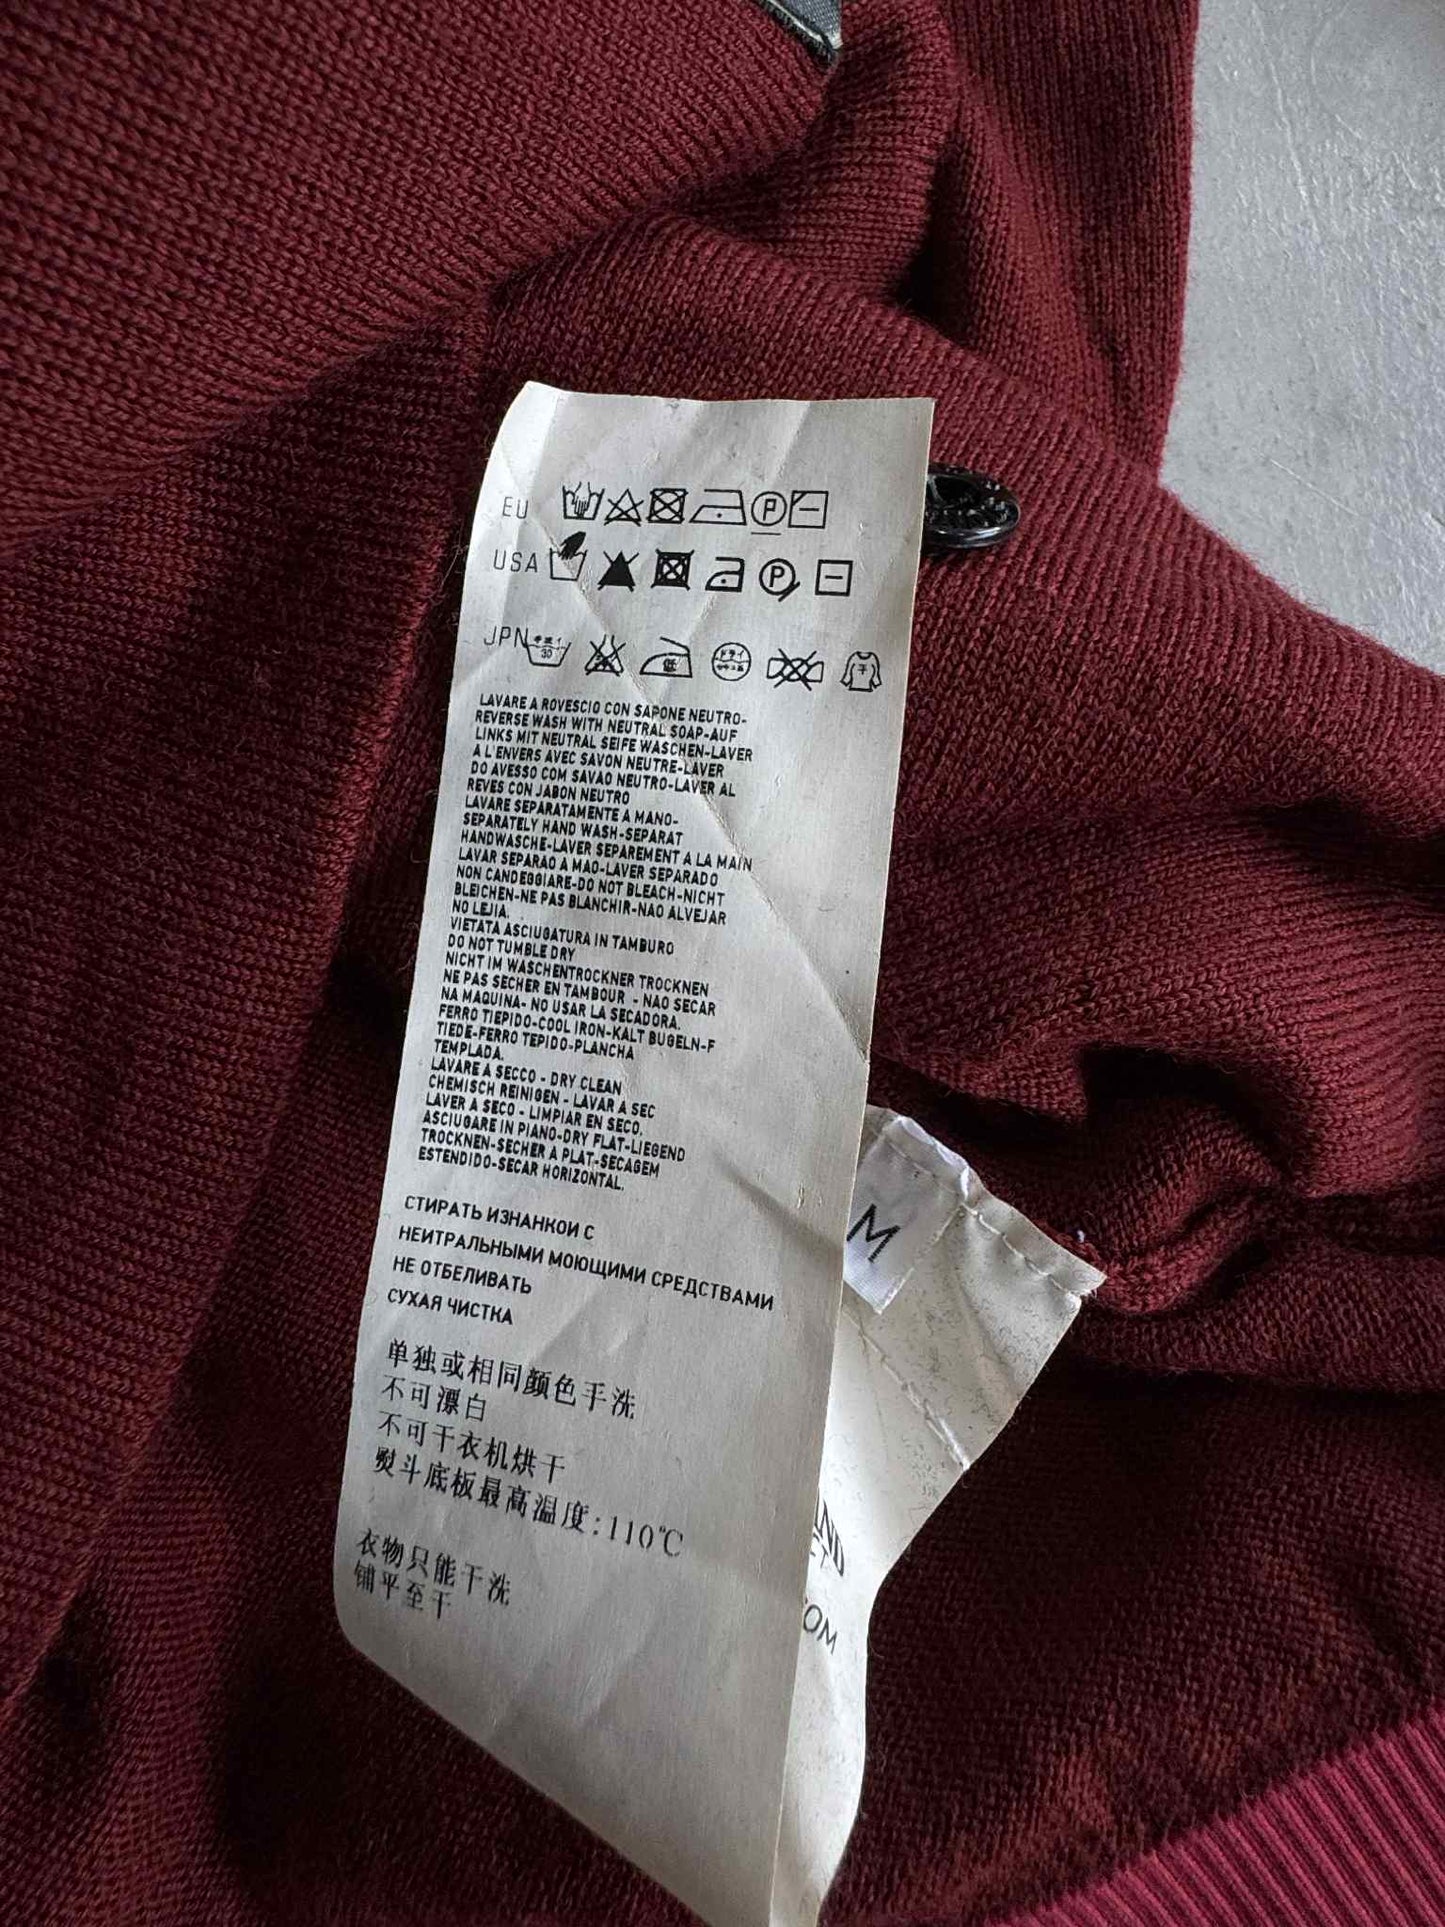 EU
USA
JPN
30
低
ドライ
干
P
P
LAVARE A ROVESCIO CON SAPONE NEUTRO-
REVERSE WASH WITH NEUTRAL SOAP-AUF
LINKS MIT NEUTRAL SEIFE WASCHEN-LAVER
A L'ENVERS AVEC SAVON NEUTRE-LAVER
DO AVESSO COM SAVAO NEUTRO-LAVER AL
REVES CON JABON NEUTRO
LAVARE SEPARATAMENTE A MANO-
SEPARATELY HAND WASH-SEPARAT
HANDWASCHE-LAVER SEPAREMENT A LA MAIN
LAVAR SEPARAO A MAO-LAVER SEPARADO
NON CANDEGGIARE-DO NOT BLEACH-NICHT
BLEICHEN-NE PAS BLANCHIR-NAO ALVEJAR
NO LEJIA.
VIETATA ASCIUGATURA IN TAMBURO
DO NOT TUMBLE DRY
NICHT IM WASCHENTROCKNER TROCKNEN
NE PAS SECHER EN TAMBOUR - NAO SECAR
NA MAQUINA- NO USAR LA SECADORA.
FERRO TIEPIDO-COOL IRON-KALT BUGELN-F
TIEDE-FERRO TEPIDO-PLANCHA
TEMPLADA.
LAVARE A SECCO - DRY CLEAN
CHEMISCH REINIGEN - LAVAR A SEC
LAVER A SECO - LIMPIAR EN SECO.
ASCIUGARE IN PIANO-DRY FLAT-LIEGEND
TROCKNEN-SECHER A PLAT-SECAGEM
ESTENDIDO-SECAR HORIZONTAL.
СТИРАТЬ ИЗНАНКОИ С
НЕИТРАЛЬНЫМИ МОЮЩИМИ СРЕДСТВАМИ
НЕ ОТБЕЛИВАТЬ
СУХАЯ ЧИСТКА
单独或相同颜色手洗
不可漂白
不可干衣机烘干
熨斗底板最高温度:110℃
衣物只能干洗
铺平至干
M